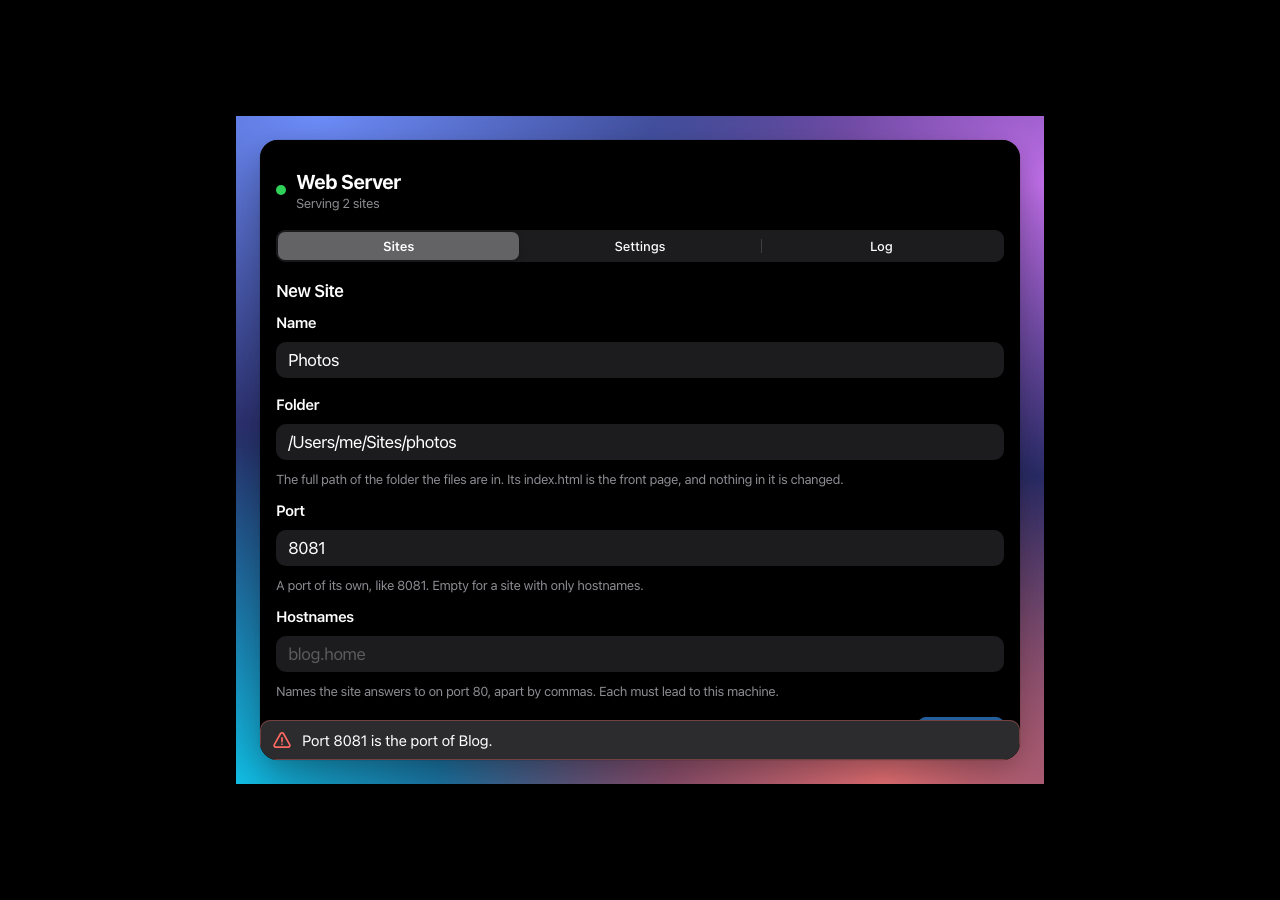 Web Server
Serving 2 sites
Sites
Settings
Log
New Site
Name
Photos
Folder
/Users/me/Sites/photos
The full path of the folder the files are in. Its index.html is the front page, and nothing in it is changed.
Port
8081
A port of its own, like 8081. Empty for a site with only hostnames.
Hostnames
blog.home
Names the site answers to on port 80, apart by commas. Each must lead to this machine.
Port 8081 is the port of Blog.